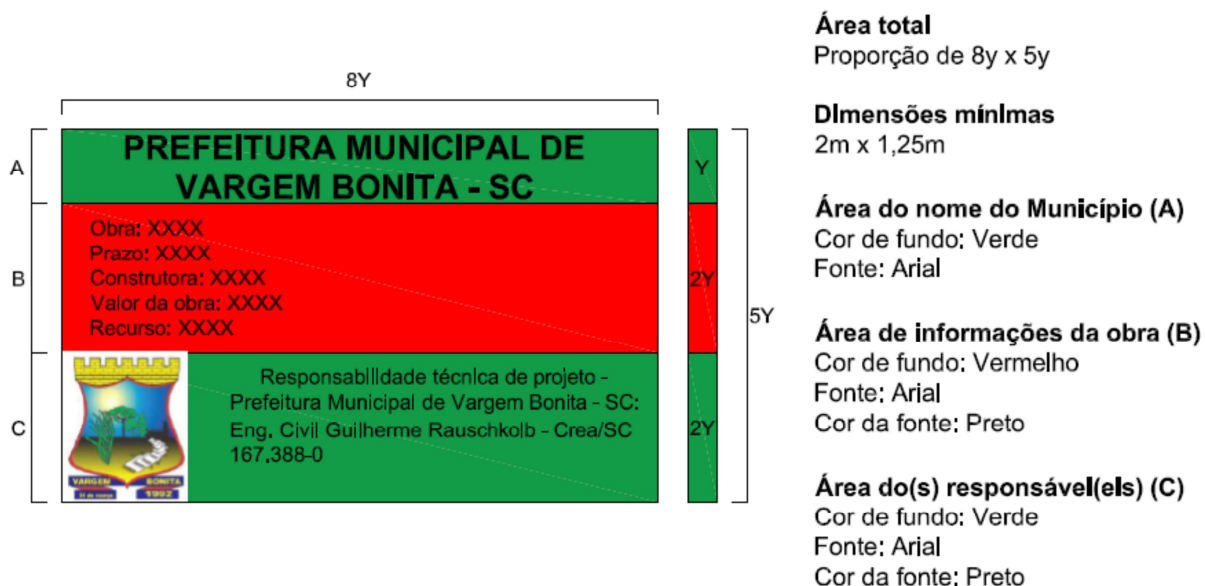 8Y
A
PREFEITURA MUNICIPAL DE
VARGEM BONITA - SC
Y
B
Obra: XXXX
Prazo: XXXX
Construtora: XXXX
Valor da obra: XXXX
Recurso: XXXX
2Y
5Y
C
VARGEM BONITA
1992
Responsabilidade técnica de projeto -
Prefeitura Municipal de Vargem Bonita - SC:
Eng. Civil Guilherme Rauschkolb - Crea/SC
167.388-0
2Y
Área total
Proporção de 8y x 5y
Dimensões mínimas
2m x 1,25m
Área do nome do Município (A)
Cor de fundo: Verde
Fonte: Arial
Área de informações da obra (B)
Cor de fundo: Vermelho
Fonte: Arial
Cor da fonte: Preto
Área do(s) responsável(eis) (C)
Cor de fundo: Verde
Fonte: Arial
Cor da fonte: Preto